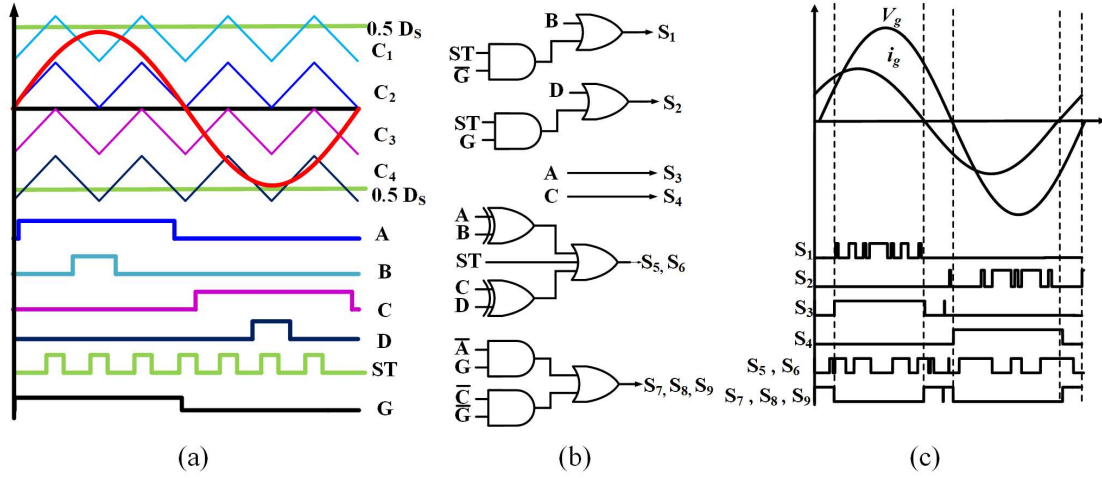 0.5 Ds
C1
C2
C3
C4
0.5 Ds
A
B
C
D
ST
G
(a)
B
S1
ST
G̅
D
S2
ST
G
A
S3
C
S4
A
B
ST
S5, S6
C
D
A̅
G
S7, S8, S9
C̅
G̅
(b)
Vg
ig
S1
S2
S3
S4
S5 , S6
S7 , S8 , S9
(c)